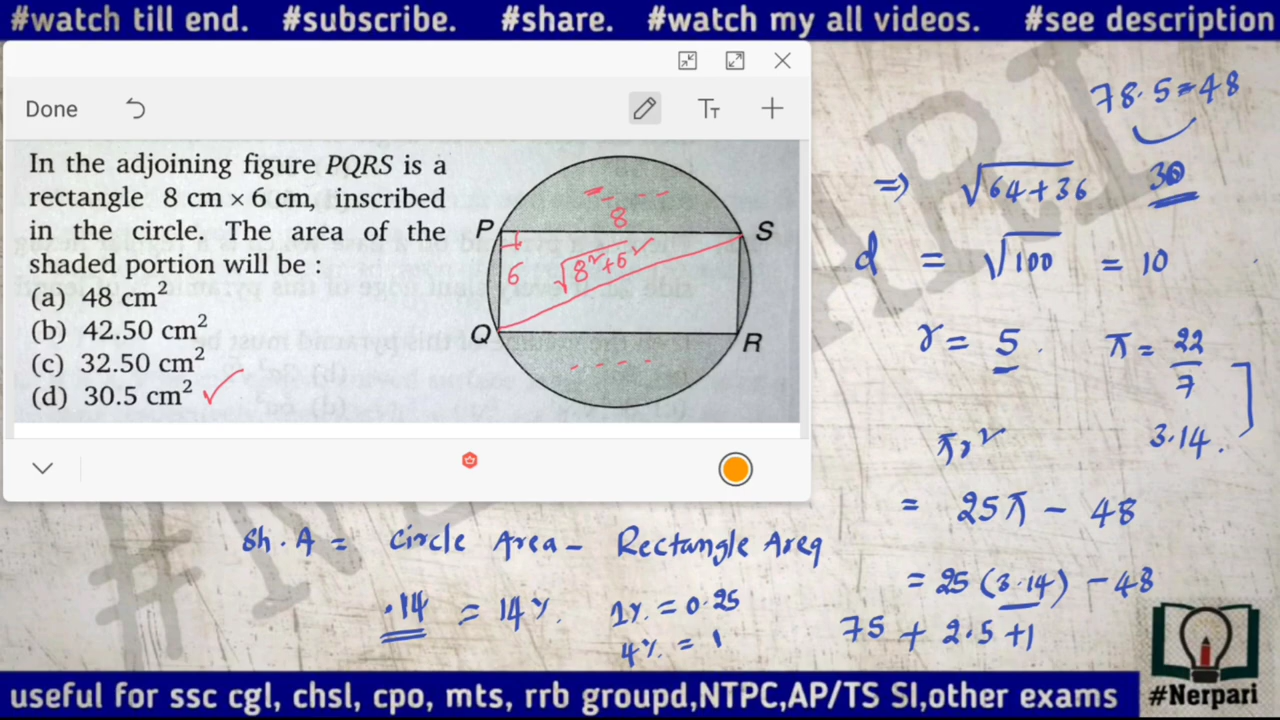 #watch till end. #subscribe. #share. #watch my all videos. #see description
Done
TT
In the adjoining figure PQRS is a
rectangle 8 cm × 6 cm, inscribed
in the circle. The area of the
shaded portion will be :
(a) 48 cm²
(b) 42.50 cm²
(c) 32.50 cm²
(d) 30.5 cm² ✓
P
S
Q
R
8
6
√8²+6²
78.5=48
30
⇒ √64+36
d = √100 = 10
r = 5 π = 22/7
3.14.
πr²
= 25π − 48
= 25 (3.14) − 48
75 + 2.5 +1
Sh. A = Circle Area − Rectangle Area
.14 = 14%. 1% = 0.25
4% = 1
#Nerpari
useful for ssc cgl, chsl, cpo, mts, rrb groupd,NTPC,AP/TS SI,other exams